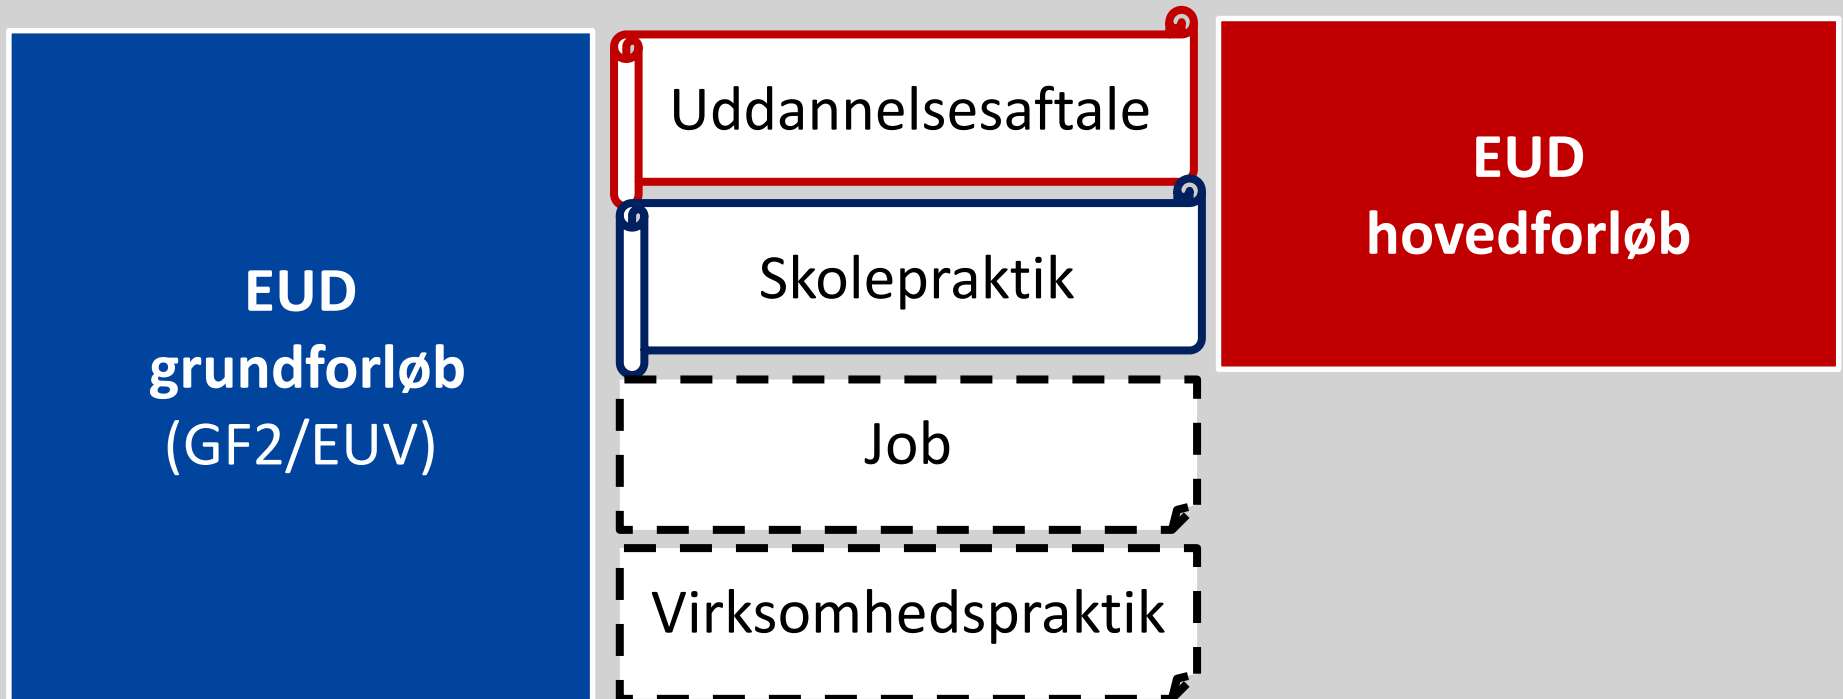 EUD
grundforløb
(GF2/EUV)
Uddannelsesaftale
Skolepraktik
Job
Virksomhedspraktik
EUD
hovedforløb